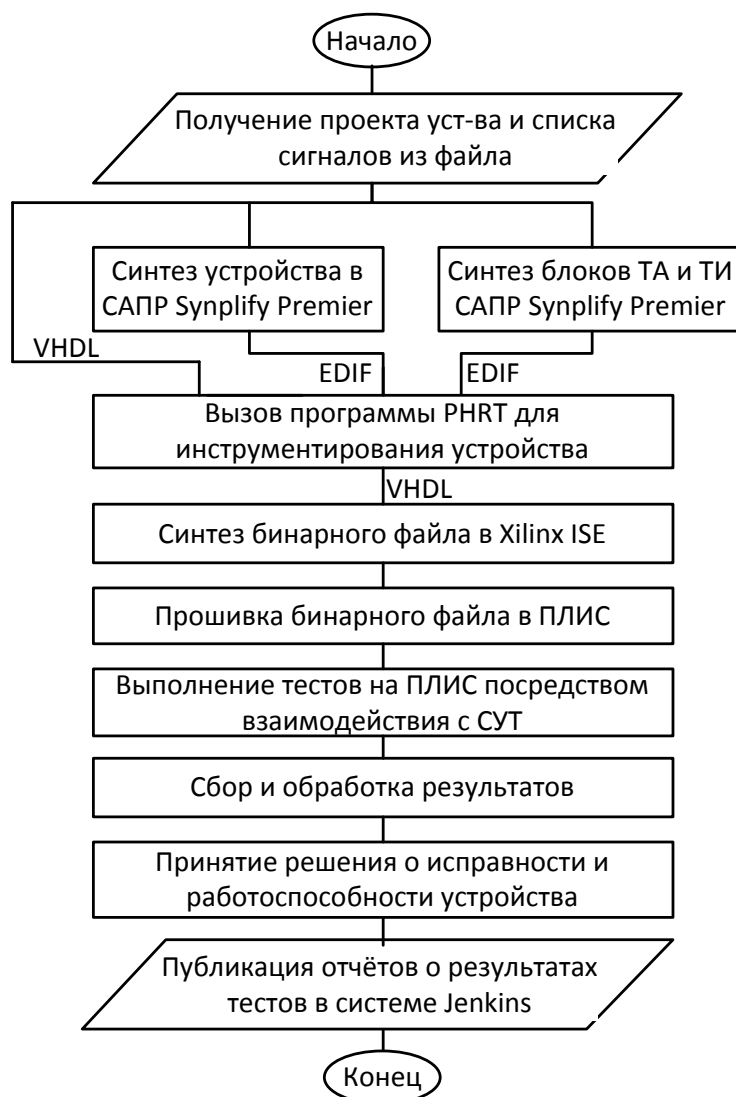 Начало
Получение проекта уст-ва и списка
сигналов из файла
Синтез устройства в
САПР Synplify Premier
Синтез блоков ТА и ТИ
САПР Synplify Premier
VHDL
EDIF
EDIF
Вызов программы PHRT для
инструментирования устройства
VHDL
Синтез бинарного файла в Xilinx ISE
Прошивка бинарного файла в ПЛИС
Выполнение тестов на ПЛИС посредством
взаимодействия с СУТ
Сбор и обработка результатов
Принятие решения о исправности и
работоспособности устройства
Публикация отчётов о результатах
тестов в системе Jenkins
Конец